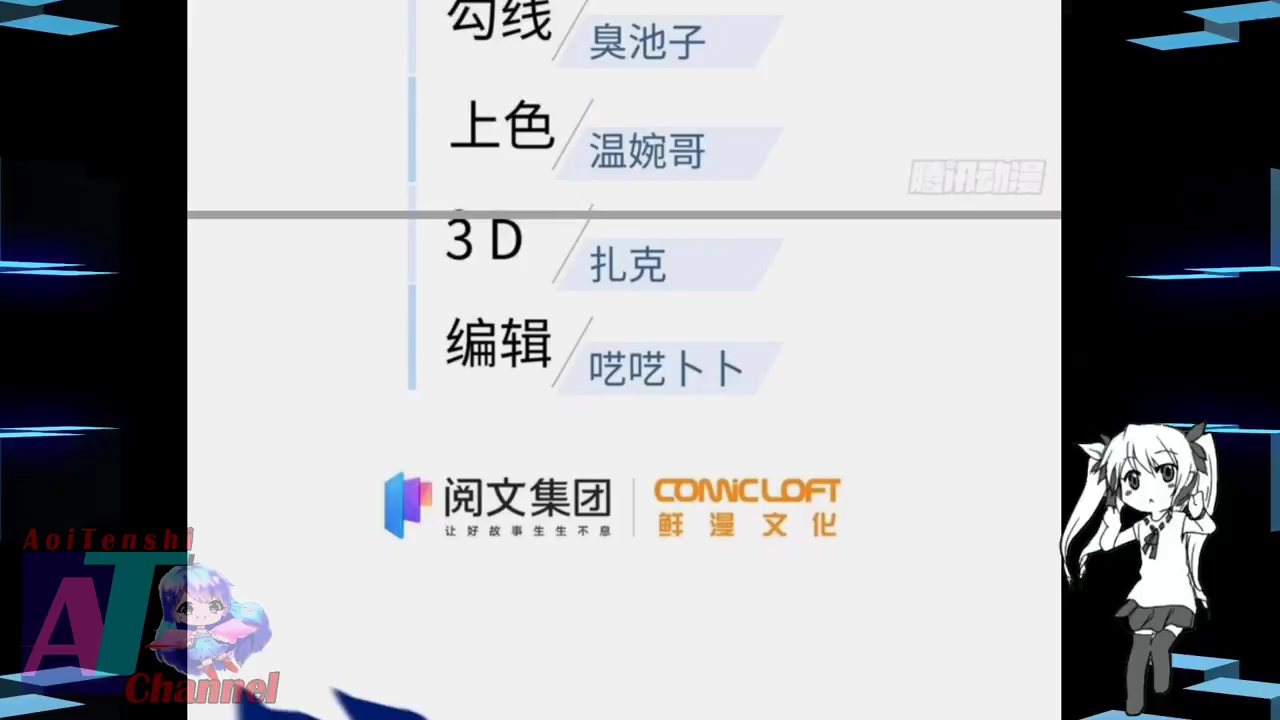 勾线
臭池子
上色
温婉哥
腾讯动漫
3D
扎克
编辑
呓呓卜卜
阅文集团
让好故事生生不息
COMiC LOFT
鲜漫文化
AoiTenshi
AT
Channel